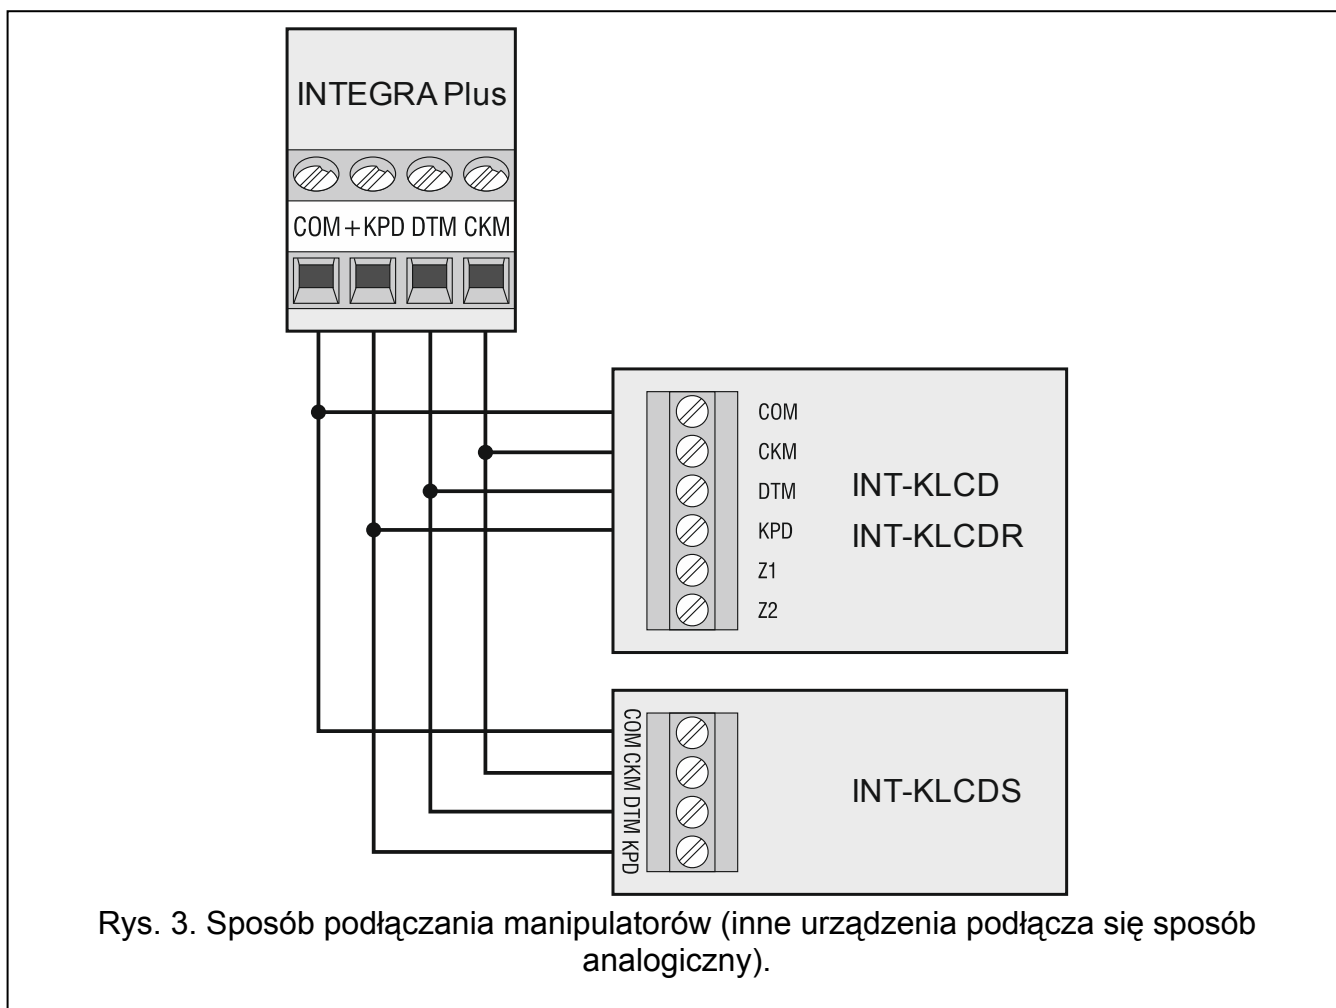 INTEGRA Plus
COM +KPD DTM CKM
COM
CKM
DTM
KPD
Z1
Z2
INT-KLCD
INT-KLCDR
COM CKM DTM KPD
INT-KLCDS
Rys. 3. Sposób podłączania manipulatorów (inne urządzenia podłącza się sposób
analogiczny).